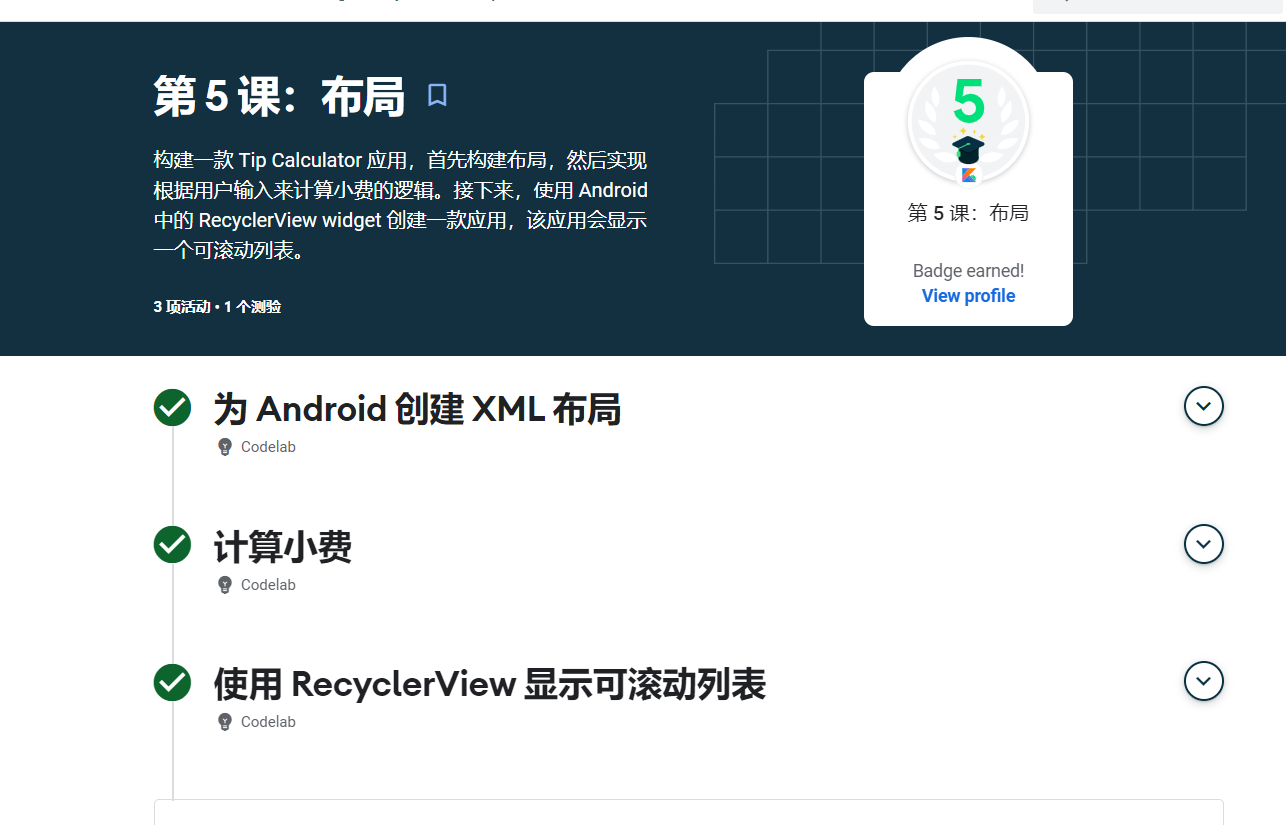 第 5 课：布局
构建一款 Tip Calculator 应用，首先构建布局，然后实现
根据用户输入来计算小费的逻辑。接下来，使用 Android
中的 RecyclerView widget 创建一款应用，该应用会显示
一个可滚动列表。
3 项活动 • 1 个测验
5
第 5 课：布局
Badge earned!
View profile
为 Android 创建 XML 布局
Codelab
计算小费
Codelab
使用 RecyclerView 显示可滚动列表
Codelab